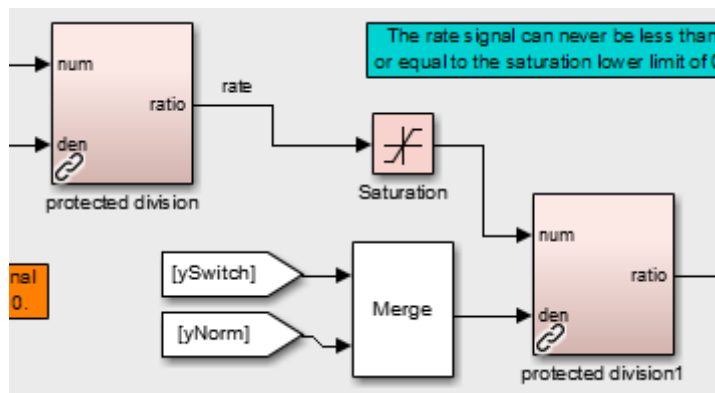 The rate signal can never be less than
or equal to the saturation lower limit of 0
num
ratio
den
protected division
rate
Saturation
[ySwitch]
[yNorm]
Merge
nal
0.
num
ratio
den
protected division1